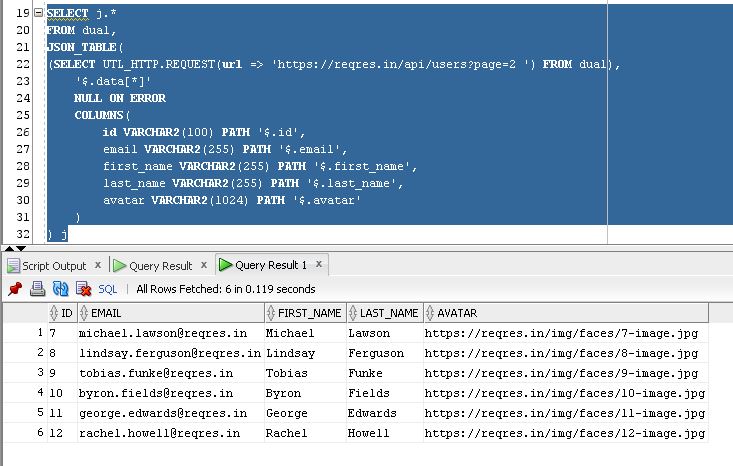 19 SELECT j.*
20 FROM dual,
21 JSON_TABLE(
22 (SELECT UTL_HTTP.REQUEST(url => 'https://reqres.in/api/users?page=2 ') FROM dual),
23 '$.data[*]'
24 NULL ON ERROR
25 COLUMNS(
26 id VARCHAR2(100) PATH '$.id',
27 email VARCHAR2(255) PATH '$.email',
28 first_name VARCHAR2(255) PATH '$.first_name',
29 last_name VARCHAR2(255) PATH '$.last_name',
30 avatar VARCHAR2(1024) PATH '$.avatar'
31 )
32 ) j
Script Output x Query Result x Query Result 1 x
SQL | All Rows Fetched: 6 in 0.119 seconds
ID EMAIL FIRST_NAME LAST_NAME AVATAR
1 7 michael.lawson@reqres.in Michael Lawson https://reqres.in/img/faces/7-image.jpg
2 8 lindsay.ferguson@reqres.in Lindsay Ferguson https://reqres.in/img/faces/8-image.jpg
3 9 tobias.funke@reqres.in Tobias Funke https://reqres.in/img/faces/9-image.jpg
4 10 byron.fields@reqres.in Byron Fields https://reqres.in/img/faces/10-image.jpg
5 11 george.edwards@reqres.in George Edwards https://reqres.in/img/faces/11-image.jpg
6 12 rachel.howell@reqres.in Rachel Howell https://reqres.in/img/faces/12-image.jpg